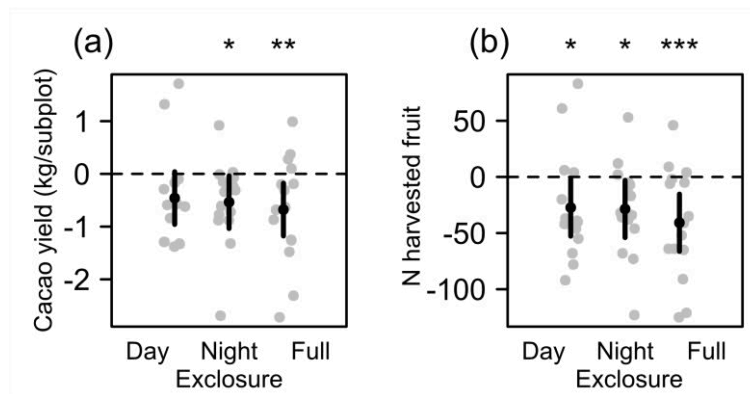 (a)
* **
Cacao yield (kg/subplot)
1
0
-1
-2
Day Night Full
Exclosure
(b)
* * ***
N harvested fruit
50
0
-50
-100
Day Night Full
Exclosure